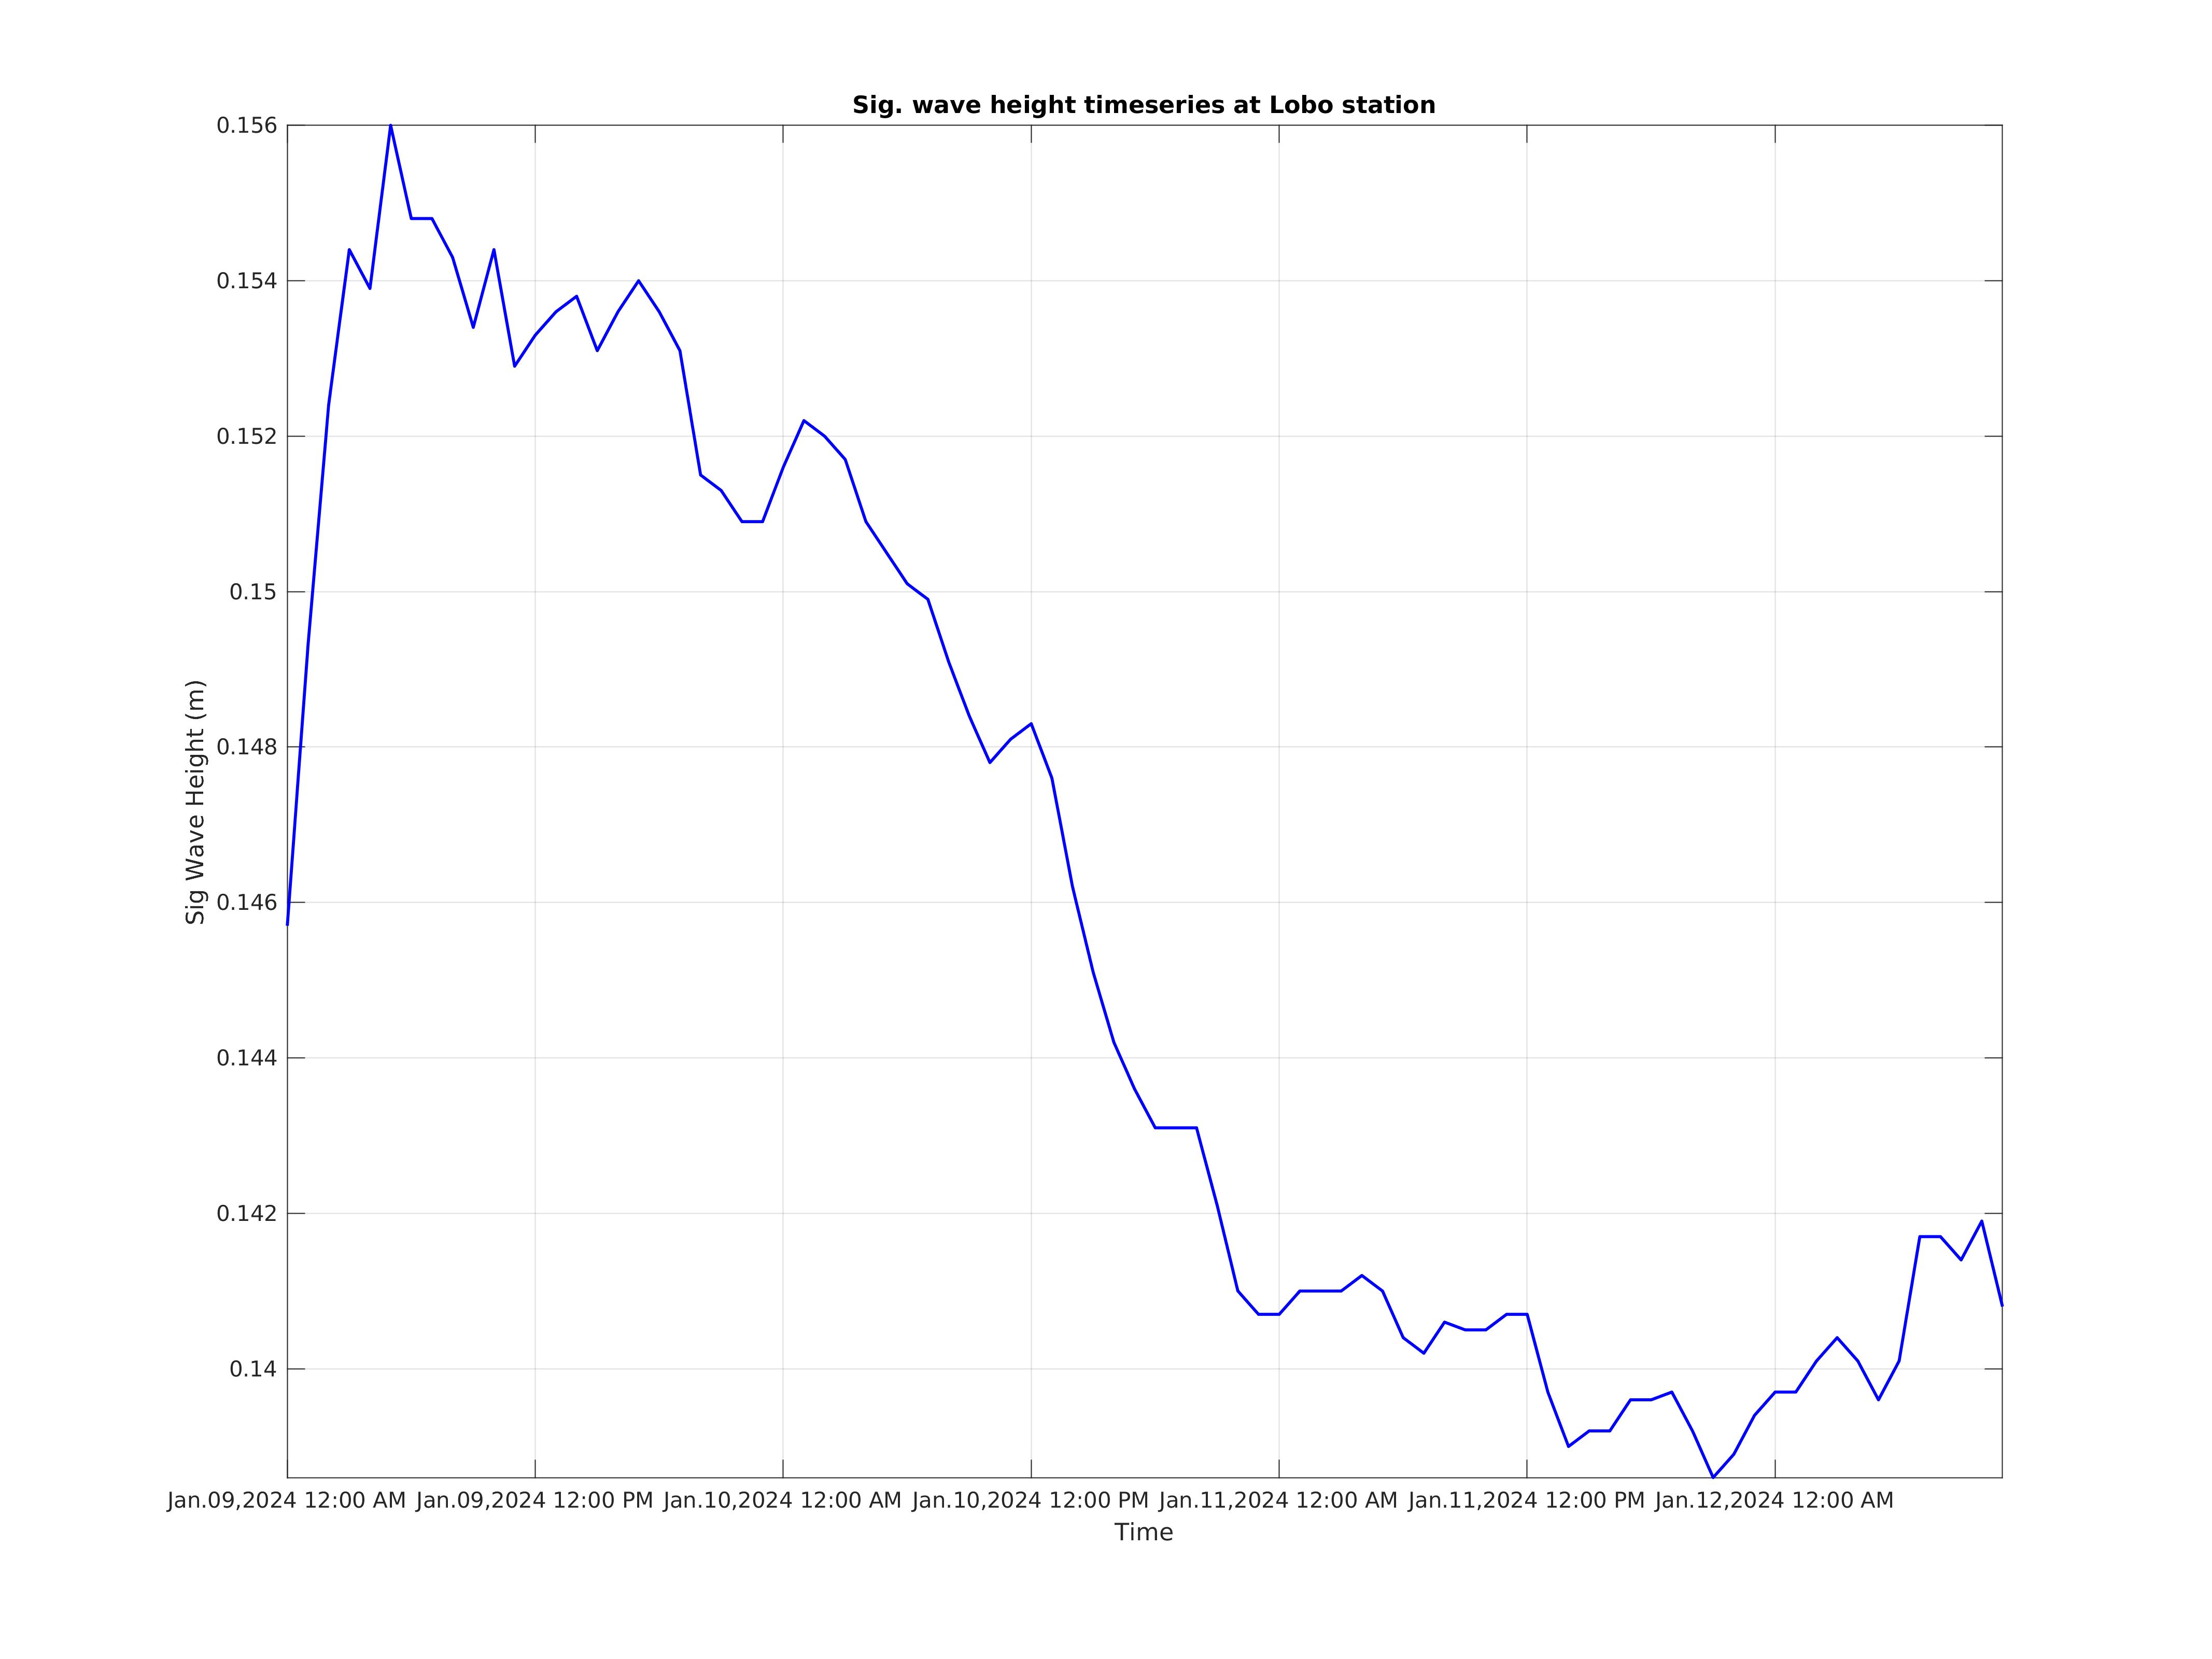 Sig. wave height timeseries at Lobo station
0.156
0.154
0.152
0.15
0.148
0.146
0.144
0.142
0.14
Sig Wave Height (m)
Jan.09,2024 12:00 AM Jan.09,2024 12:00 PM Jan.10,2024 12:00 AM Jan.10,2024 12:00 PM Jan.11,2024 12:00 AM Jan.11,2024 12:00 PM Jan.12,2024 12:00 AM
Time